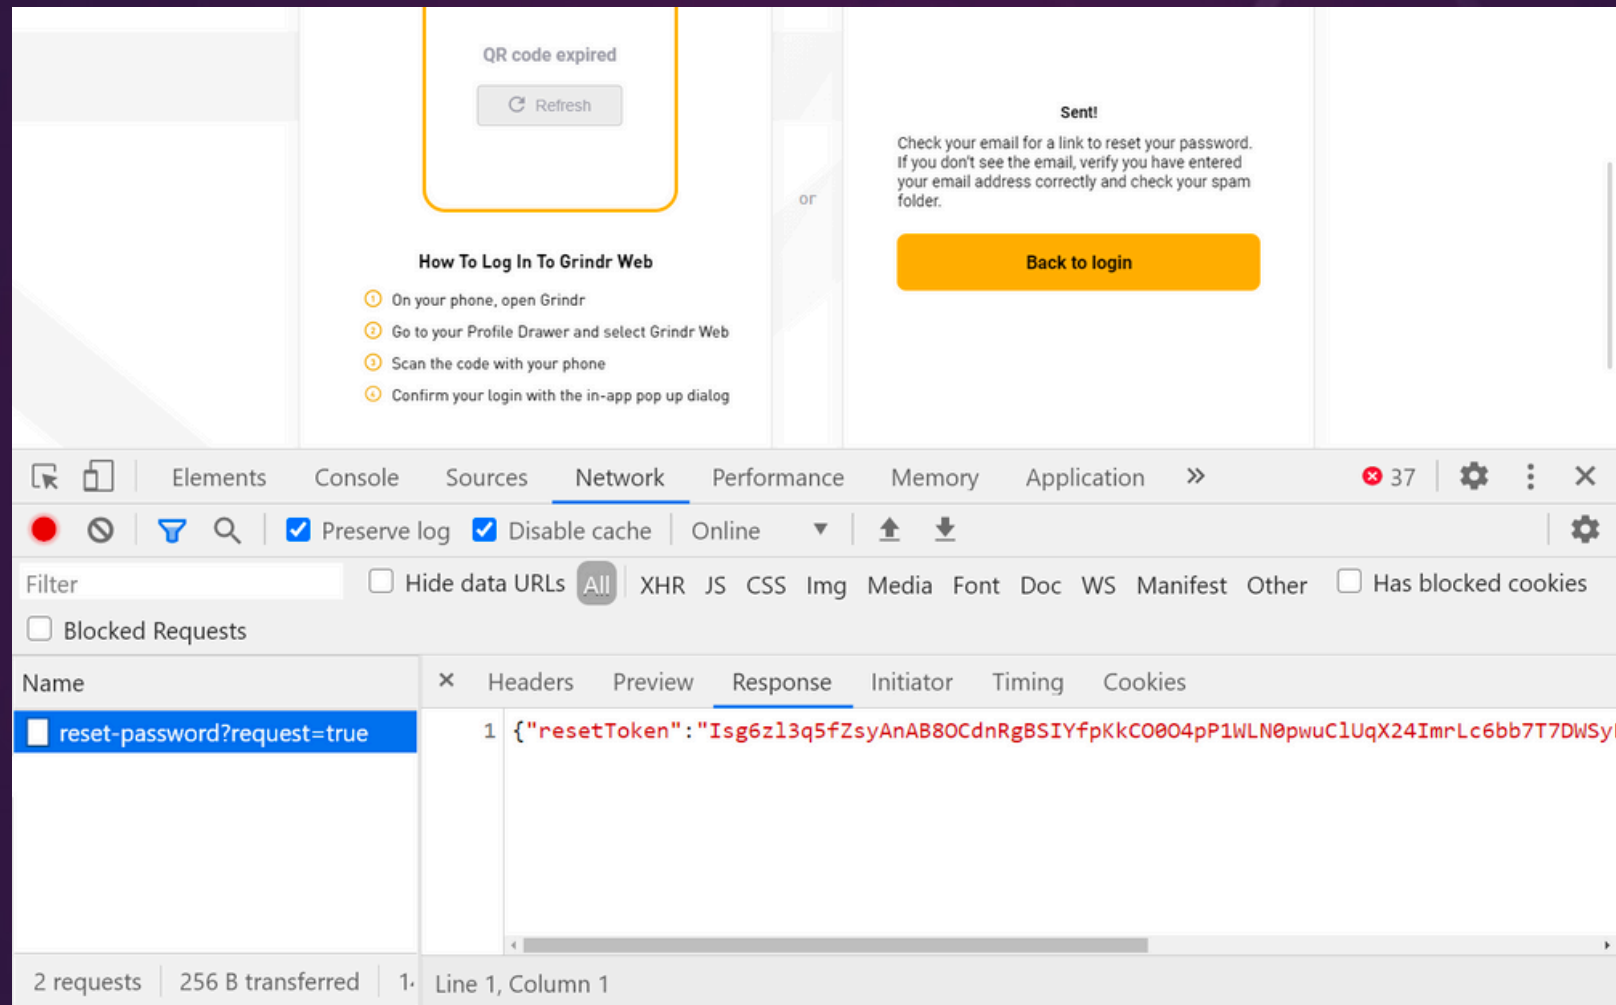 QR code expired
Refresh
How To Log In To Grindr Web
1 On your phone, open Grindr
2 Go to your Profile Drawer and select Grindr Web
3 Scan the code with your phone
4 Confirm your login with the in-app pop up dialog
or
Sent!
Check your email for a link to reset your password.
If you don't see the email, verify you have entered
your email address correctly and check your spam
folder.
Back to login
Elements Console Sources Network Performance Memory Application » 37
Preserve log Disable cache Online
Filter Hide data URLs All XHR JS CSS Img Media Font Doc WS Manifest Other Has blocked cookies
Blocked Requests
Name
reset-password?request=true
× Headers Preview Response Initiator Timing Cookies
1 {"resetToken":"Isg6zl3q5fZsyAnAB8OCdnRgBSIYfpKkCO0O4pP1WLN0pwuClUqX24ImrLc6bb7T7DWSy
2 requests 256 B transferred 1
Line 1, Column 1